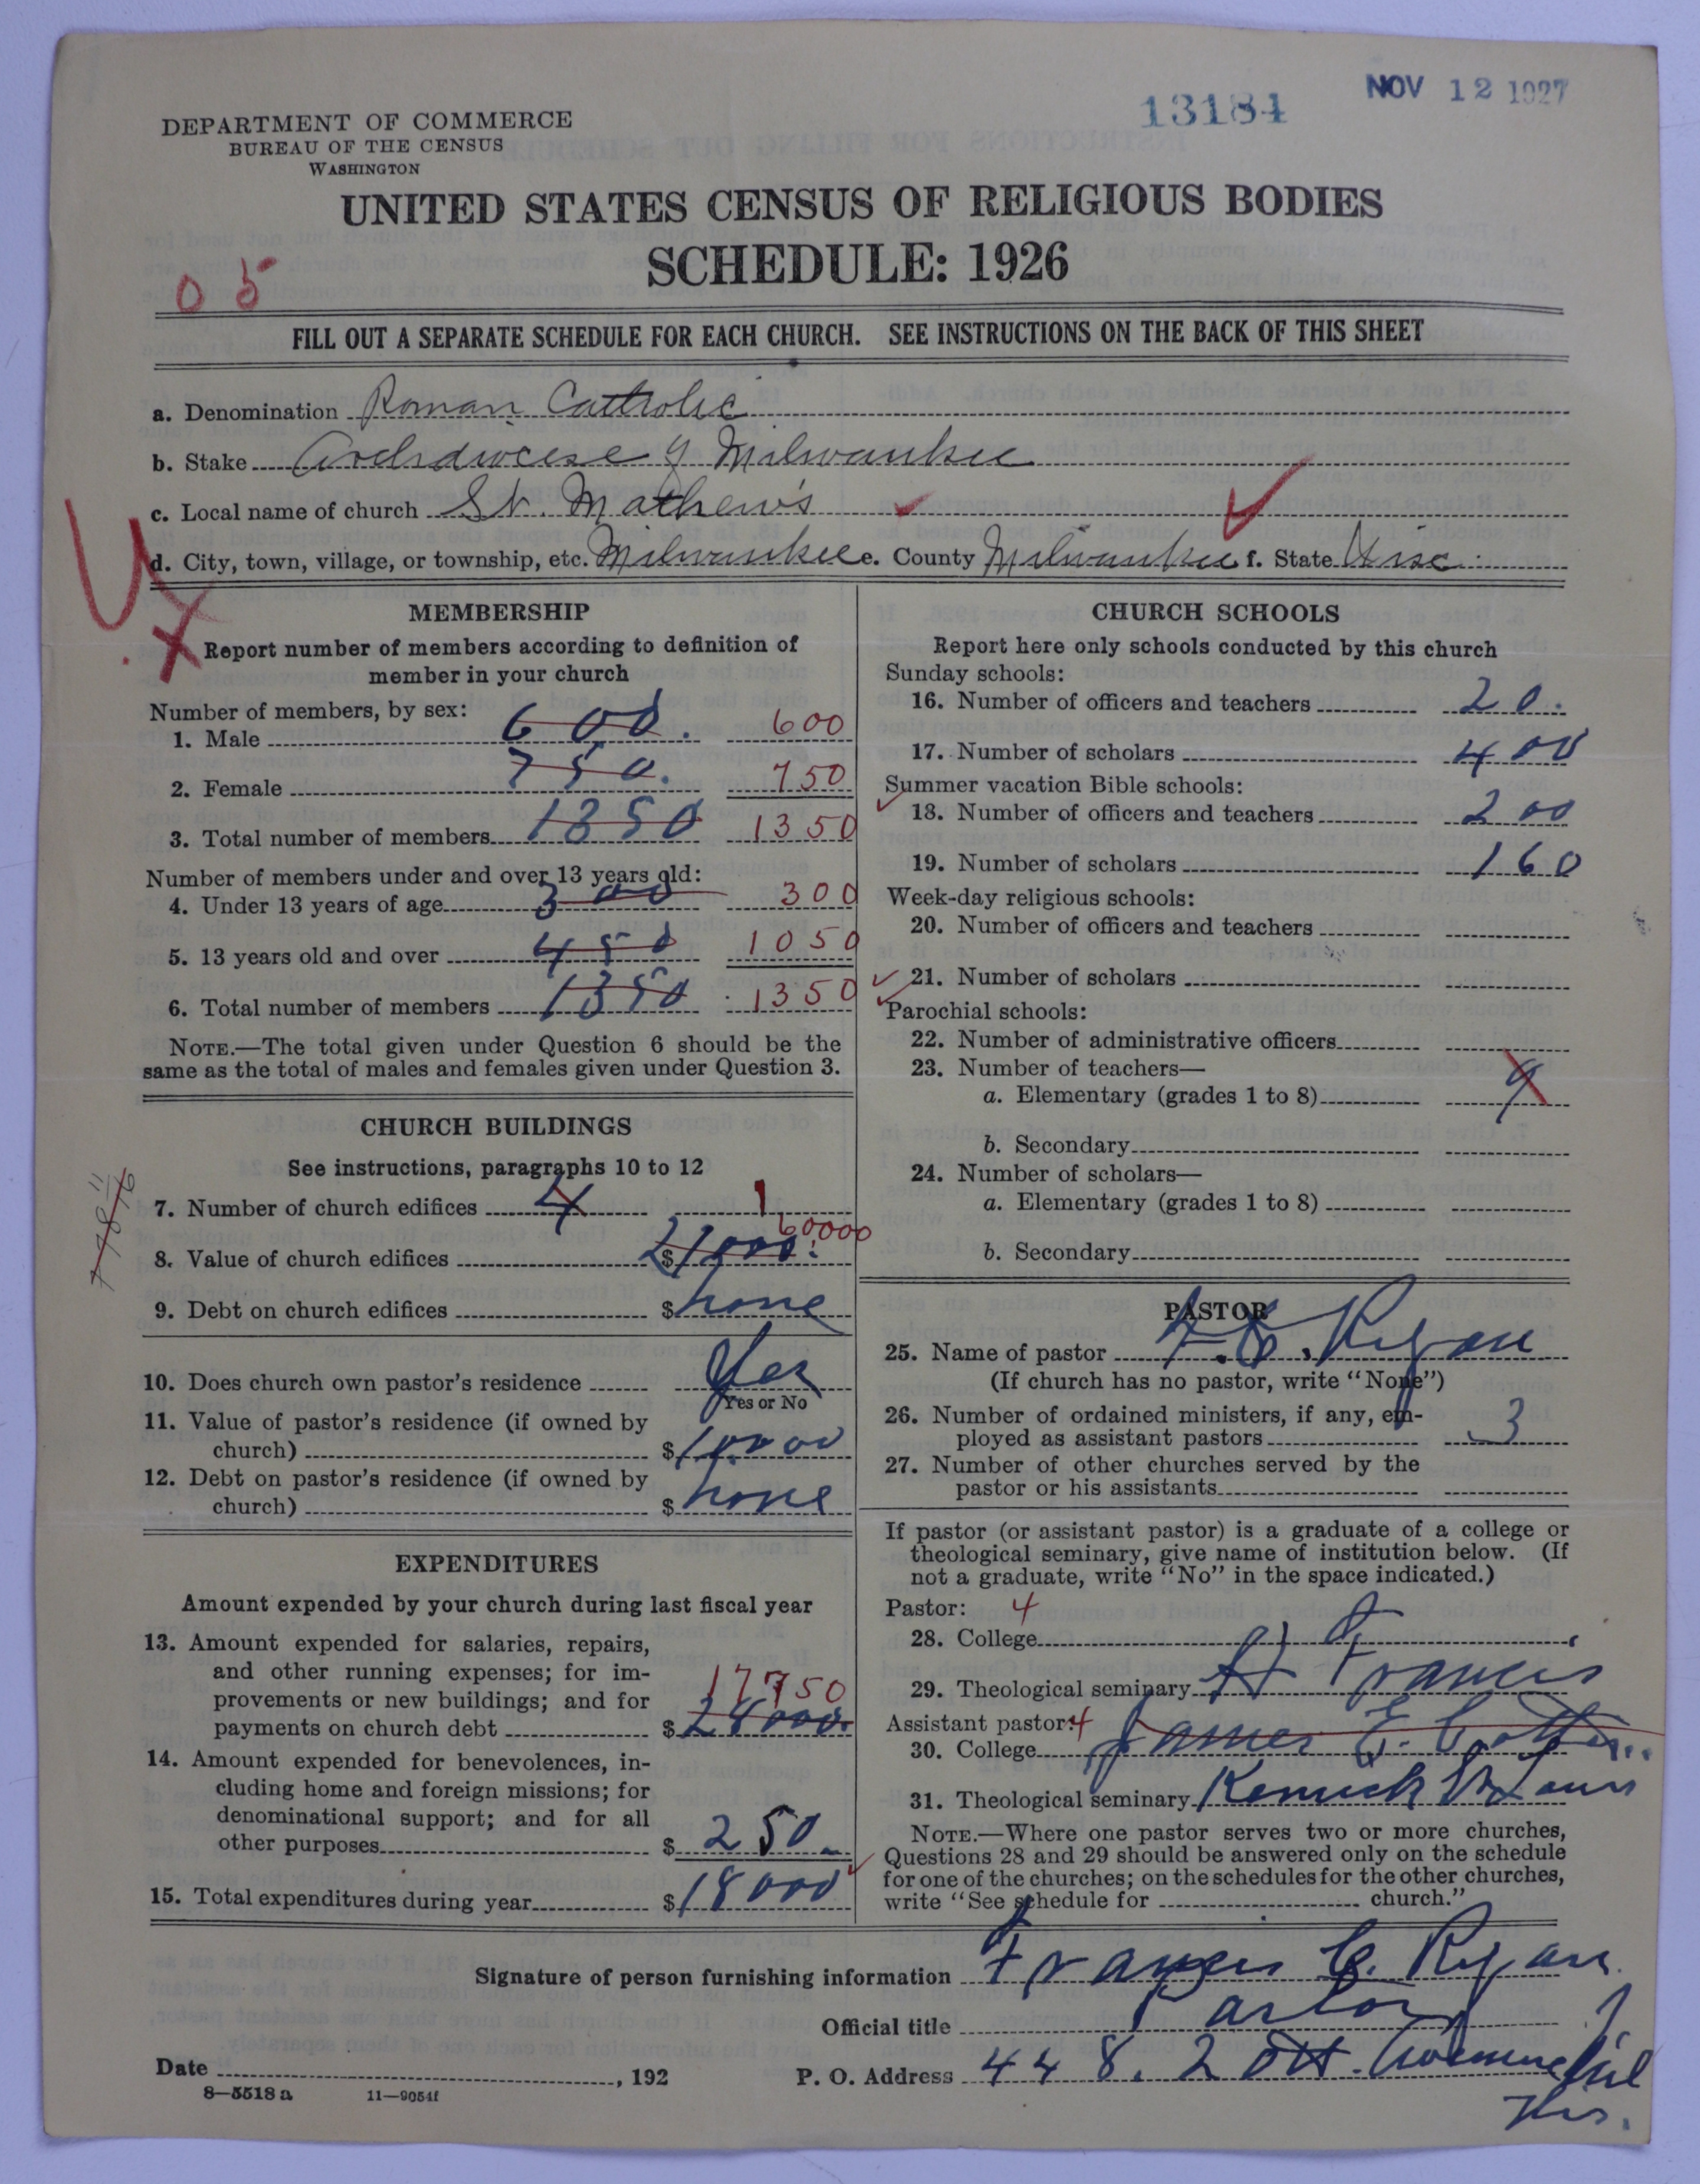 13184
NOV 12 1927
DEPARTMENT OF COMMERCE
BUREAU OF THE CENSUS
WASHINGTON
UNITED STATES CENSUS OF RELIGIOUS BODIES
SCHEDULE: 1926
05
FILL OUT A SEPARATE SCHEDULE FOR EACH CHURCH. SEE INSTRUCTIONS ON THE BACK OF THIS SHEET
a. Denomination Roman Catholic
b. Stake Archdiocese of Milwaukee
c. Local name of church St. Mathew's
d. City, town, village, or township, etc. Milwaukee e. County Milwaukee f. State Wisc.
MEMBERSHIP
Report number of members according to definition of
member in your church
Number of members, by sex:
1. Male 600. 600
2. Female 750. 750
3. Total number of members 1350 1350
Number of members under and over 13 years old:
4. Under 13 years of age 300 300
5. 13 years old and over 450 1050
6. Total number of members 1350 1350
NOTE.—The total given under Question 6 should be the
same as the total of males and females given under Question 3.
CHURCH BUILDINGS
See instructions, paragraphs 10 to 12
7. Number of church edifices 4 1
60000
8. Value of church edifices $21000.
9. Debt on church edifices $ none
10. Does church own pastor's residence Yes
Yes or No
11. Value of pastor's residence (if owned by
church) $10000
12. Debt on pastor's residence (if owned by
church) $ none
EXPENDITURES
Amount expended by your church during last fiscal year
13. Amount expended for salaries, repairs,
and other running expenses; for im-
provements or new buildings; and for 17750
payments on church debt $ 28000.
14. Amount expended for benevolences, in-
cluding home and foreign missions; for
denominational support; and for all
other purposes $ 250
15. Total expenditures during year $18000
CHURCH SCHOOLS
Report here only schools conducted by this church
Sunday schools:
16. Number of officers and teachers 20.
17. Number of scholars 400
Summer vacation Bible schools:
18. Number of officers and teachers 200
19. Number of scholars 160
Week-day religious schools:
20. Number of officers and teachers
21. Number of scholars
Parochial schools:
22. Number of administrative officers
23. Number of teachers—
a. Elementary (grades 1 to 8) 9
b. Secondary
24. Number of scholars—
a. Elementary (grades 1 to 8)
b. Secondary
PASTOR
25. Name of pastor F. C. Ryan
(If church has no pastor, write "None")
26. Number of ordained ministers, if any, em-
ployed as assistant pastors 3
27. Number of other churches served by the
pastor or his assistants
If pastor (or assistant pastor) is a graduate of a college or
theological seminary, give name of institution below. (If
not a graduate, write "No" in the space indicated.)
Pastor: 4
28. College
29. Theological seminary St Francis
Assistant pastor: 4
30. College James E.
31. Theological seminary Kenrick St Louis
NOTE.—Where one pastor serves two or more churches,
Questions 28 and 29 should be answered only on the schedule
for one of the churches; on the schedules for the other churches,
write "See schedule for church."
Signature of person furnishing information Francis C. Ryan
Official title Pastor
Date , 192
P. O. Address 448. 25th. Avenue Mil
Wis.
8—5518 a 11—9054f